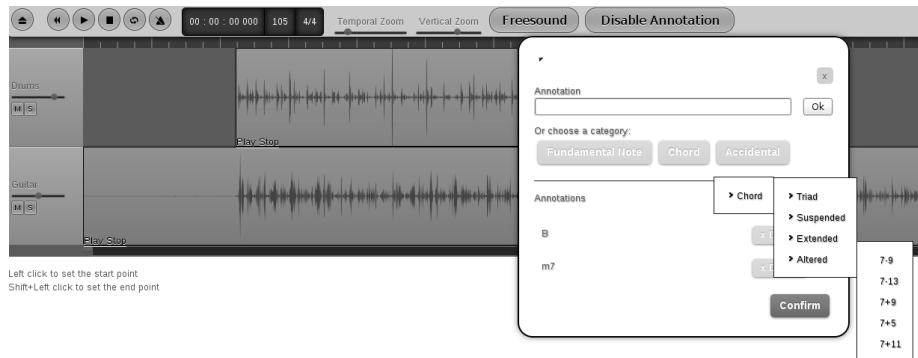 00 : 00 : 00 000 105 4/4 Temporal Zoom Vertical Zoom Freesound Disable Annotation
x
Drums
Annotation
M S
Ok
Or choose a category:
Play Stop
Fundamental Note Chord Accidental
Guitar
Annotations
Chord
Triad
M S
Suspended
B
x
Extended
Play Stop
Altered
m7
x
7-9
Left click to set the start point
7-13
Shift+Left click to set the end point
Confirm
7+9
7+5
7+11